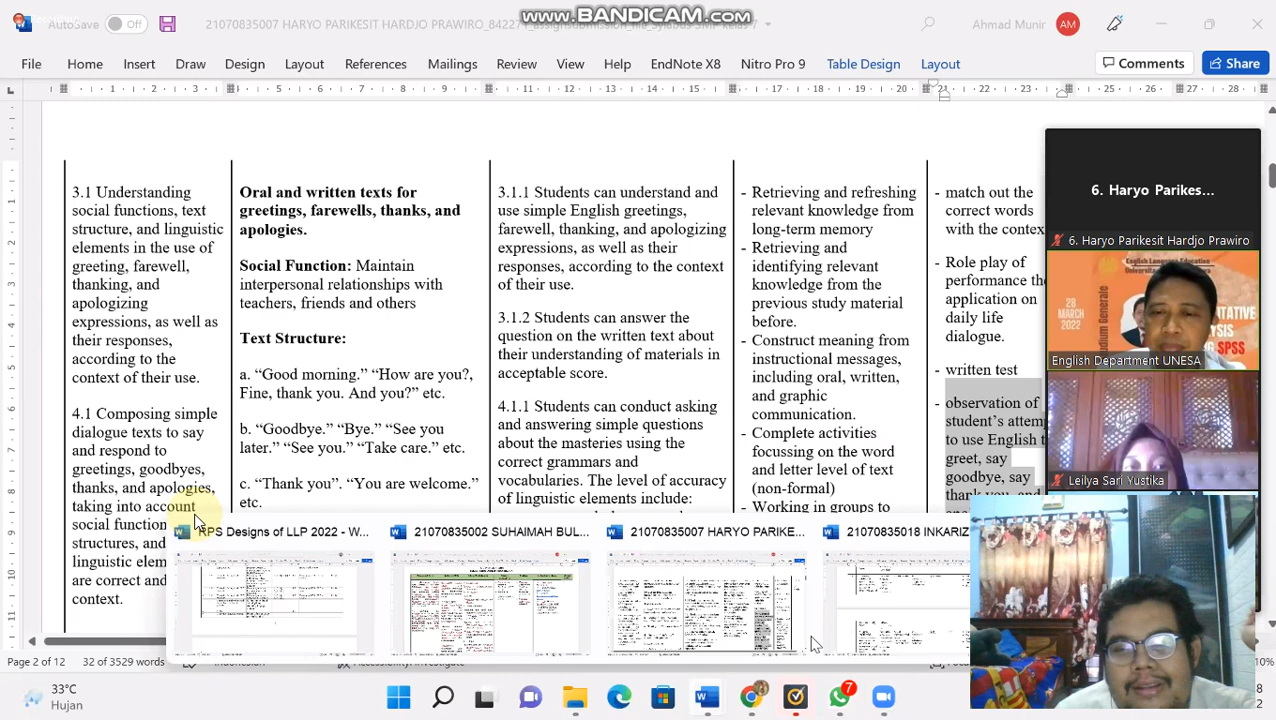 AutoSave Off
21070835007 HARYO PARIKESIT HARDJO PRAWIRO_84227
www.BANDICAM.com
Ahmad Munir AM
File Home Insert Draw Design Layout References Mailings Review View Help EndNote X8 Nitro Pro 9 Table Design Layout
Comments Share
3.1 Understanding
social functions, text
structure, and linguistic
elements in the use of
greeting, farewell,
thanking, and
apologizing
expressions, as well as
their responses,
according to the
context of their use.
4.1 Composing simple
dialogue texts to say
and respond to
greetings, goodbyes,
thanks, and apologies,
taking into account
social function
structures, and
linguistic ele
are correct and
context.
Oral and written texts for
greetings, farewells, thanks, and
apologies.
Social Function: Maintain
interpersonal relationships with
teachers, friends and others
Text Structure:
a. “Good morning.” “How are you?,
Fine, thank you. And you?” etc.
b. “Goodbye.” “Bye.” “See you
later.” “See you.” “Take care.” etc.
c. “Thank you”. “You are welcome.”
etc.
3.1.1 Students can understand and
use simple English greetings,
farewell, thanking, and apologizing
expressions, as well as their
responses, according to the context
of their use.
3.1.2 Students can answer the
question on the written text about
their understanding of materials in
acceptable score.
4.1.1 Students can conduct asking
and answering simple questions
about the masteries using the
correct grammars and
vocabularies. The level of accuracy
of linguistic elements include:
- Retrieving and refreshing
relevant knowledge from
long-term memory
- Retrieving and
identifying relevant
knowledge from the
previous study material
before.
- Construct meaning from
instructional messages,
including oral, written,
and graphic
communication.
- Complete activities
focussing on the word
and letter level of text
(non-formal)
- Working in groups to
- match out the
correct words
with the contex
- Role play of
performance the
application on
daily life
dialogue.
- written test
- observation of
student’s attem
to use English t
greet, say
goodbye, say
thank you, and
6. Haryo Parikes...
6. Haryo Parikesit Hardjo Prawiro
28
MARCH
2022
SPSS
English Department UNESA
Leilya Sari Yustika
RPS Designs of LLP 2022 - W...
21070835002 SUHAIMAH BUL...
21070835007 HARYO PARIKE...
21070835018 INKARIZ
Page 2 of 12 32 of 3529 words
33°C
Hujan
7